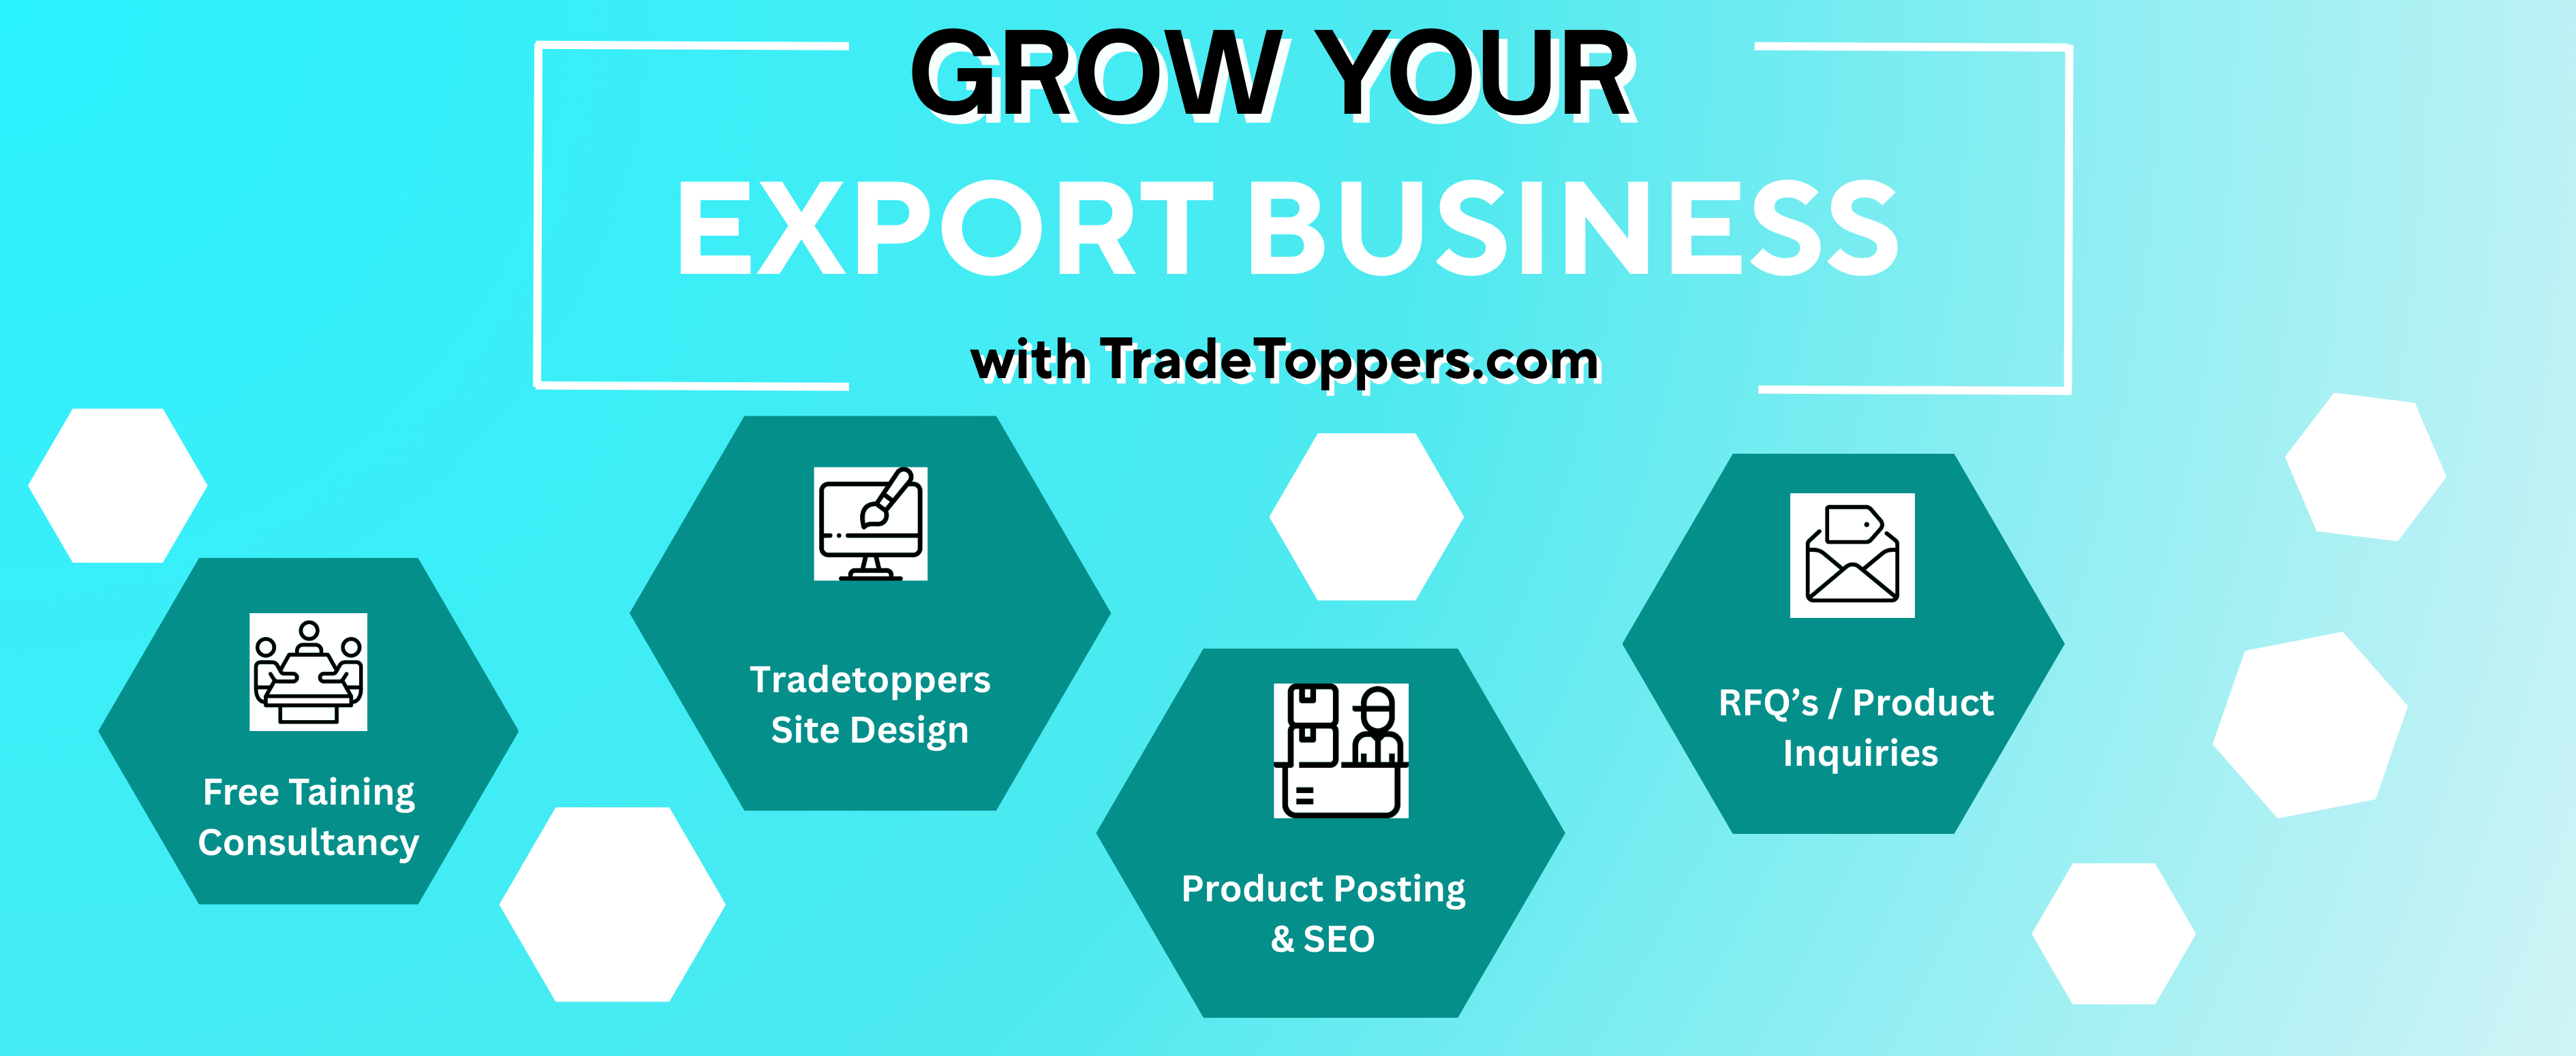 GROW YOUR
EXPORT BUSINESS
with TradeToppers.com
Free Taining
Consultancy
Tradetoppers
Site Design
Product Posting
& SEO
RFQ’s / Product
Inquiries